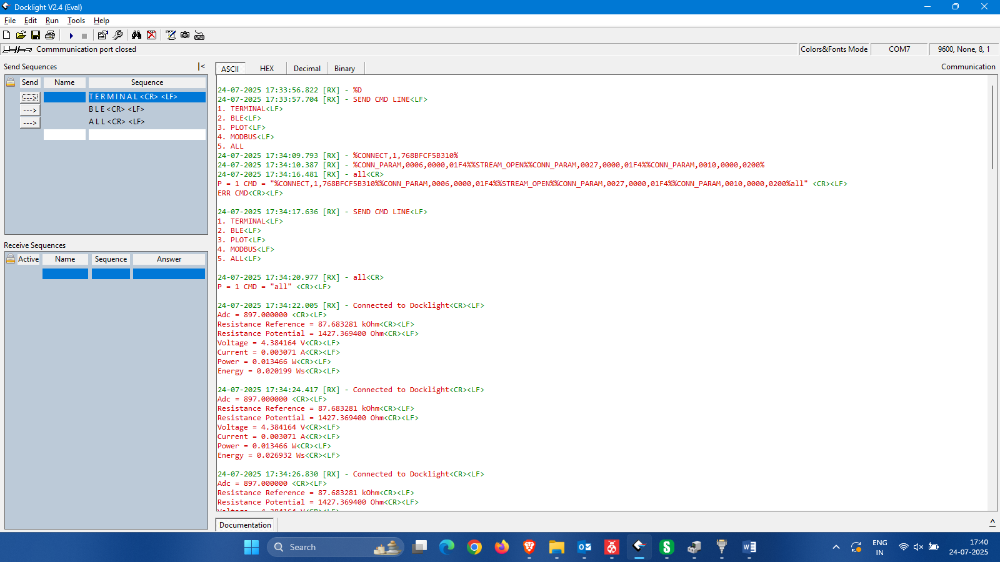 Docklight V2.4 (Eval)
File Edit Run Tools Help
Commmunication port closed
Colors&Fonts Mode COM7 9600, None, 8, 1
Send Sequences |<
Send Name Sequence
---> T E R M I N A L <CR> <LF>
---> B L E <CR> <LF>
---> A L L <CR> <LF>
Receive Sequences
Active Name Sequence Answer
ASCII HEX Decimal Binary
Communication
24-07-2025 17:33:56.822 [RX] - %D
24-07-2025 17:33:57.704 [RX] - SEND CMD LINE<LF>
1. TERMINAL<LF>
2. BLE<LF>
3. PLOT<LF>
4. MODBUS<LF>
5. ALL
24-07-2025 17:34:09.793 [RX] - %CONNECT,1,768BFCF5B310%
24-07-2025 17:34:10.387 [RX] - %CONN_PARAM,0006,0000,01F4%%STREAM_OPEN%%CONN_PARAM,0027,0000,01F4%%CONN_PARAM,0010,0000,0200%
24-07-2025 17:34:16.481 [RX] - all<CR>
P = 1 CMD = "%CONNECT,1,768BFCF5B310%%CONN_PARAM,0006,0000,01F4%%STREAM_OPEN%%CONN_PARAM,0027,0000,01F4%%CONN_PARAM,0010,0000,0200%all" <CR><LF>
ERR CMD<CR><LF>
24-07-2025 17:34:17.636 [RX] - SEND CMD LINE<LF>
1. TERMINAL<LF>
2. BLE<LF>
3. PLOT<LF>
4. MODBUS<LF>
5. ALL<LF>
24-07-2025 17:34:20.977 [RX] - all<CR>
P = 1 CMD = "all" <CR><LF>
24-07-2025 17:34:22.005 [RX] - Connected to Docklight<CR><LF>
Adc = 897.000000 <CR><LF>
Resistance Reference = 87.683281 kOhm<CR><LF>
Resistance Potential = 1427.369400 Ohm<CR><LF>
Voltage = 4.384164 V<CR><LF>
Current = 0.003071 A<CR><LF>
Power = 0.013466 W<CR><LF>
Energy = 0.020199 Ws<CR><LF>
24-07-2025 17:34:24.417 [RX] - Connected to Docklight<CR><LF>
Adc = 897.000000 <CR><LF>
Resistance Reference = 87.683281 kOhm<CR><LF>
Resistance Potential = 1427.369400 Ohm<CR><LF>
Voltage = 4.384164 V<CR><LF>
Current = 0.003071 A<CR><LF>
Power = 0.013466 W<CR><LF>
Energy = 0.026932 Ws<CR><LF>
24-07-2025 17:34:26.830 [RX] - Connected to Docklight<CR><LF>
Adc = 897.000000 <CR><LF>
Resistance Reference = 87.683281 kOhm<CR><LF>
Resistance Potential = 1427.369400 Ohm<CR><LF>
Voltage = 4.384164 V<CR><LF>
Documentation
Search
ENG
IN
17:40
24-07-2025